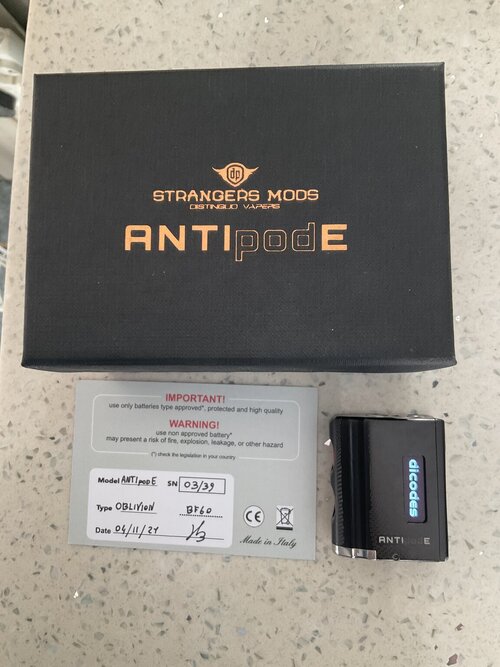 dp
STRANGERS MODS
DISTINGUO VAPERS
ANTIpodE
IMPORTANT!
use only batteries type approved*, protected and high quality
WARNING!
use non approved battery*
may present a risk of fire, explosion, leakage, or other hazard
(*) check the legislation in your country
Model ANTIpodE SN 03/39
Type OBLIVION BF60
Date 04/11/21
CE
Made in Italy
dicodes
ANTIpodE